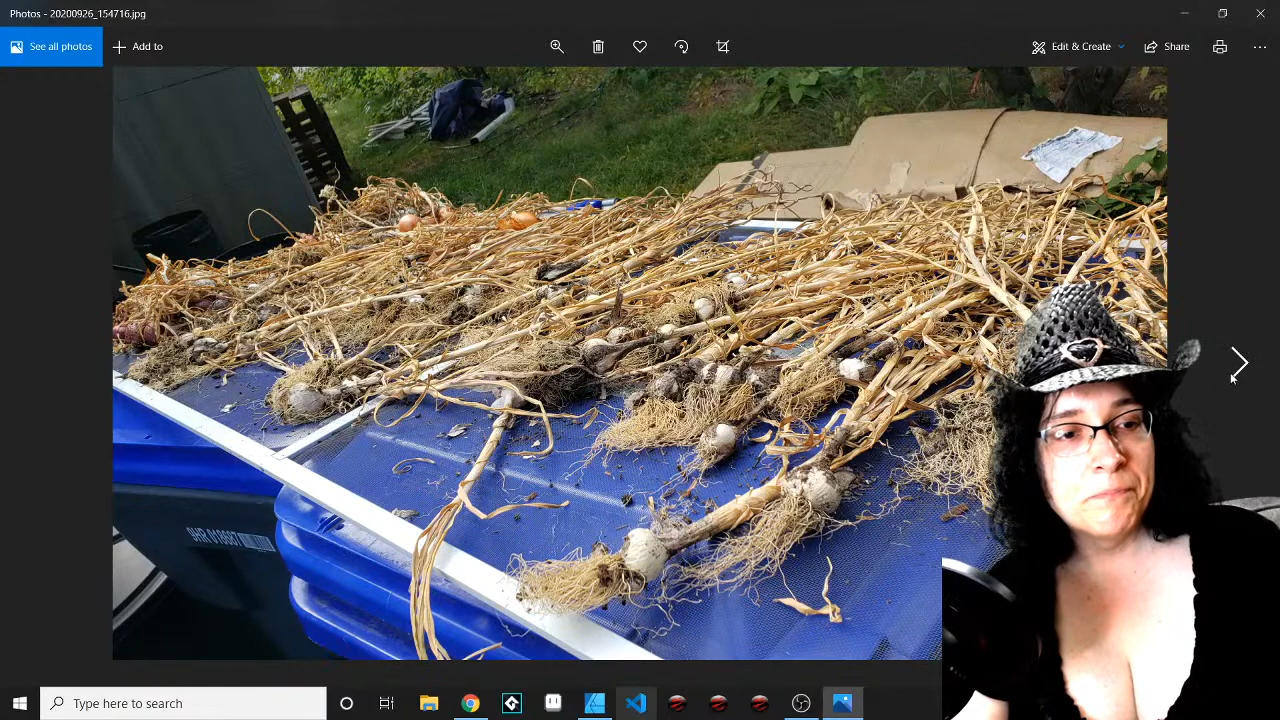 Photos - 20200926_154716.jpg
See all photos
Add to
Edit & Create
Share
Type here to search